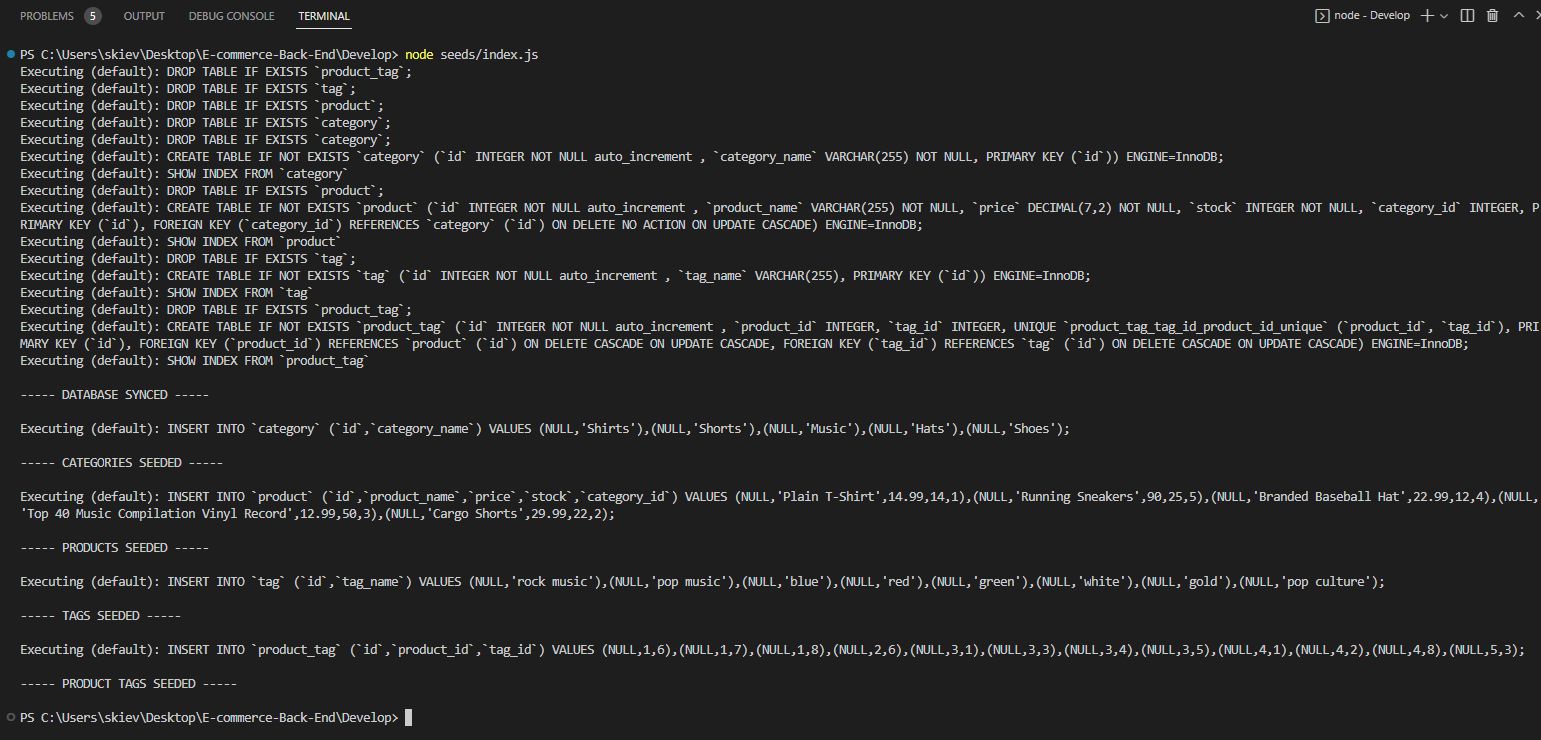 PROBLEMS 5 OUTPUT DEBUG CONSOLE TERMINAL node - Develop
PS C:\Users\skiev\Desktop\E-commerce-Back-End\Develop> node seeds/index.js
Executing (default): DROP TABLE IF EXISTS `product_tag`;
Executing (default): DROP TABLE IF EXISTS `tag`;
Executing (default): DROP TABLE IF EXISTS `product`;
Executing (default): DROP TABLE IF EXISTS `category`;
Executing (default): DROP TABLE IF EXISTS `category`;
Executing (default): CREATE TABLE IF NOT EXISTS `category` (`id` INTEGER NOT NULL auto_increment , `category_name` VARCHAR(255) NOT NULL, PRIMARY KEY (`id`)) ENGINE=InnoDB;
Executing (default): SHOW INDEX FROM `category`
Executing (default): DROP TABLE IF EXISTS `product`;
Executing (default): CREATE TABLE IF NOT EXISTS `product` (`id` INTEGER NOT NULL auto_increment , `product_name` VARCHAR(255) NOT NULL, `price` DECIMAL(7,2) NOT NULL, `stock` INTEGER NOT NULL, `category_id` INTEGER, P
RIMARY KEY (`id`), FOREIGN KEY (`category_id`) REFERENCES `category` (`id`) ON DELETE NO ACTION ON UPDATE CASCADE) ENGINE=InnoDB;
Executing (default): SHOW INDEX FROM `product`
Executing (default): DROP TABLE IF EXISTS `tag`;
Executing (default): CREATE TABLE IF NOT EXISTS `tag` (`id` INTEGER NOT NULL auto_increment , `tag_name` VARCHAR(255), PRIMARY KEY (`id`)) ENGINE=InnoDB;
Executing (default): SHOW INDEX FROM `tag`
Executing (default): DROP TABLE IF EXISTS `product_tag`;
Executing (default): CREATE TABLE IF NOT EXISTS `product_tag` (`id` INTEGER NOT NULL auto_increment , `product_id` INTEGER, `tag_id` INTEGER, UNIQUE `product_tag_tag_id_product_id_unique` (`product_id`, `tag_id`), PRI
MARY KEY (`id`), FOREIGN KEY (`product_id`) REFERENCES `product` (`id`) ON DELETE CASCADE ON UPDATE CASCADE, FOREIGN KEY (`tag_id`) REFERENCES `tag` (`id`) ON DELETE CASCADE ON UPDATE CASCADE) ENGINE=InnoDB;
Executing (default): SHOW INDEX FROM `product_tag`
----- DATABASE SYNCED -----
Executing (default): INSERT INTO `category` (`id`,`category_name`) VALUES (NULL,'Shirts'),(NULL,'Shorts'),(NULL,'Music'),(NULL,'Hats'),(NULL,'Shoes');
----- CATEGORIES SEEDED -----
Executing (default): INSERT INTO `product` (`id`,`product_name`,`price`,`stock`,`category_id`) VALUES (NULL,'Plain T-Shirt',14.99,14,1),(NULL,'Running Sneakers',90,25,5),(NULL,'Branded Baseball Hat',22.99,12,4),(NULL,
'Top 40 Music Compilation Vinyl Record',12.99,50,3),(NULL,'Cargo Shorts',29.99,22,2);
----- PRODUCTS SEEDED -----
Executing (default): INSERT INTO `tag` (`id`,`tag_name`) VALUES (NULL,'rock music'),(NULL,'pop music'),(NULL,'blue'),(NULL,'red'),(NULL,'green'),(NULL,'white'),(NULL,'gold'),(NULL,'pop culture');
----- TAGS SEEDED -----
Executing (default): INSERT INTO `product_tag` (`id`,`product_id`,`tag_id`) VALUES (NULL,1,6),(NULL,1,7),(NULL,1,8),(NULL,2,6),(NULL,3,1),(NULL,3,3),(NULL,3,4),(NULL,3,5),(NULL,4,1),(NULL,4,2),(NULL,4,8),(NULL,5,3);
----- PRODUCT TAGS SEEDED -----
PS C:\Users\skiev\Desktop\E-commerce-Back-End\Develop>